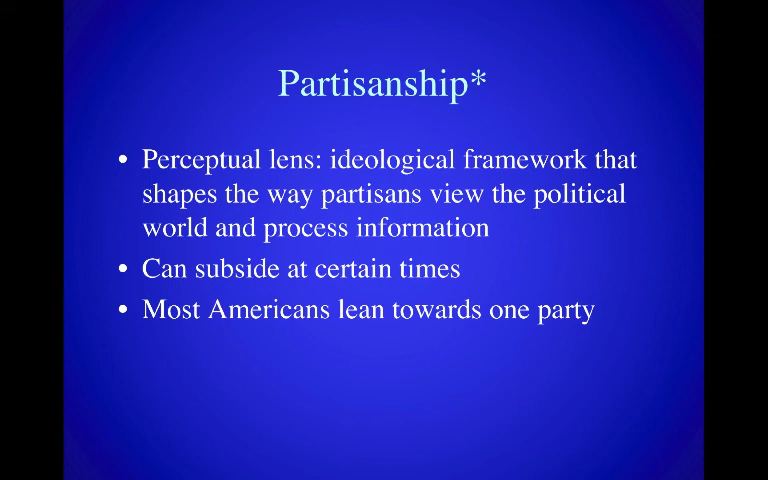 Partisanship*
• Perceptual lens: ideological framework that
shapes the way partisans view the political
world and process information
• Can subside at certain times
• Most Americans lean towards one party